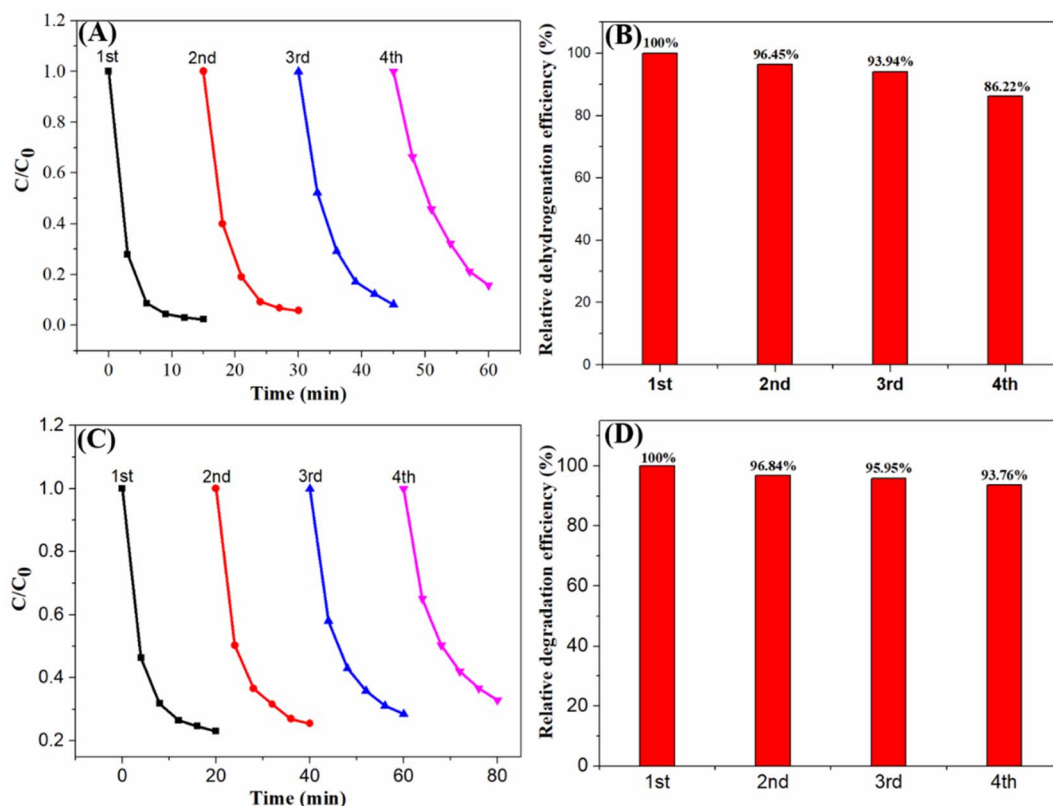 (A)
1st 2nd 3rd 4th
1.2
1.0
0.8
0.6
0.4
0.2
0.0
C/C0
0 10 20 30 40 50 60
Time (min)
(B)
100% 96.45% 93.94% 86.22%
100
80
60
40
20
0
Relative dehydrogenation efficiency (%)
1st 2nd 3rd 4th
(C)
1st 2nd 3rd 4th
1.2
1.0
0.8
0.6
0.4
0.2
C/C0
0 20 40 60 80
Time (min)
(D)
100% 96.84% 95.95% 93.76%
100
80
60
40
20
0
Relative degradation efficiency (%)
1st 2nd 3rd 4th